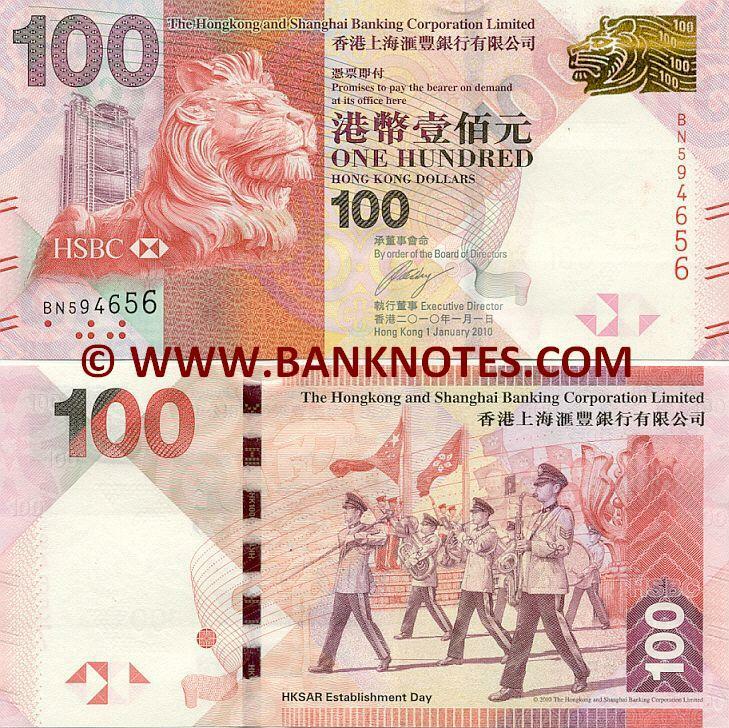 100
The Hongkong and Shanghai Banking Corporation Limited
香港上海滙豐銀行有限公司
憑票即付
Promises to pay the bearer on demand
at its office here
港幣壹佰元
ONE HUNDRED
HONG KONG DOLLARS
100
承董事會命
By order of the Board of Directors
執行董事 Executive Director
香港二〇一〇年一月一日
Hong Kong 1 January 2010
HSBC
BN594656
100
100
100
100
BN594656
© WWW.BANKNOTES.COM
100
The Hongkong and Shanghai Banking Corporation Limited
香港上海滙豐銀行有限公司
HK100
HSBC
100
HKSAR Establishment Day
© 2010 The Hongkong and Shanghai Banking Corporation Limited